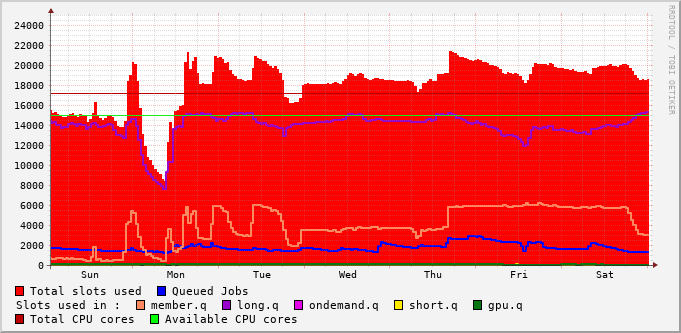 24000
22000
20000
18000
16000
14000
12000
10000
8000
6000
4000
2000
0
Sun Mon Tue Wed Thu Fri Sat
RRDTOOL / TOBI OETIKER
Total slots used Queued Jobs
Slots used in : member.q long.q ondemand.q short.q gpu.q
Total CPU cores Available CPU cores